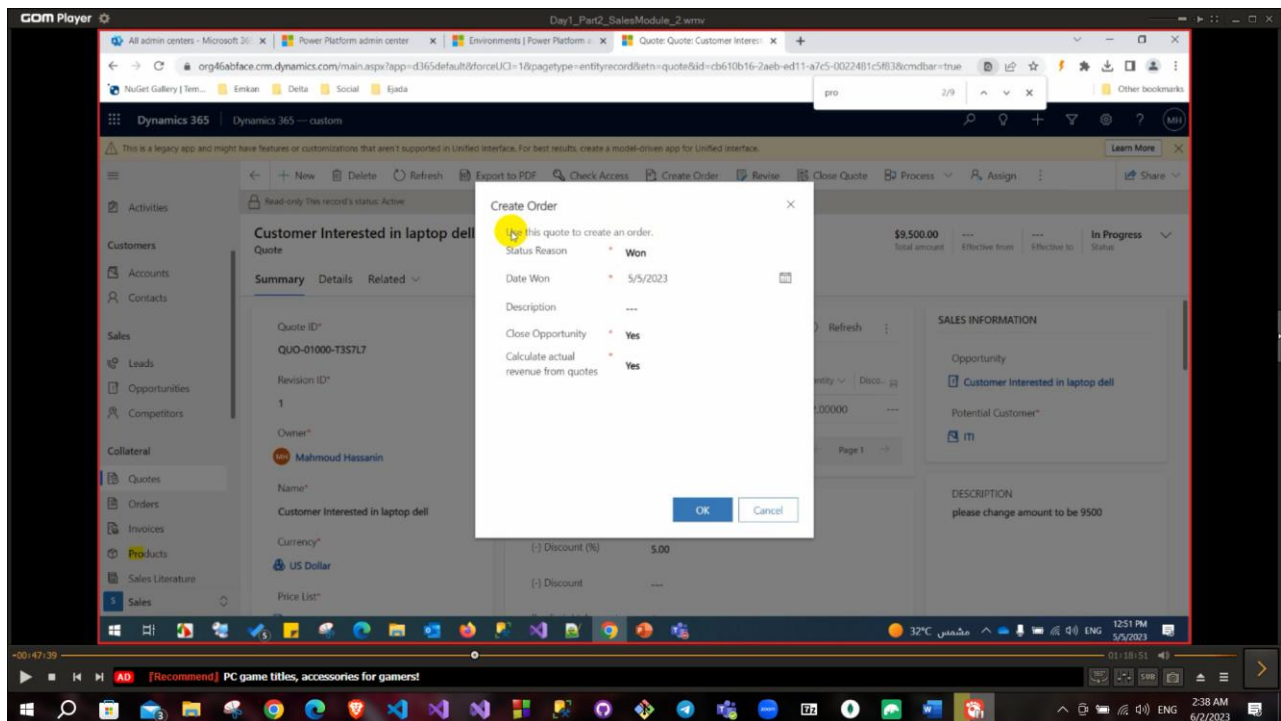 GOM Player
Day1_Part2_SalesModule_2.wmv
All admin centers - Microsoft 36
Power Platform admin center
Environments | Power Platform a
Quote: Quote: Customer Interest
org46abface.crm.dynamics.com/main.aspx?app=d365default&forceUCI=1&pagetype=entityrecord&etn=quote&id=cb610b16-2aeb-ed11-a7c5-0022481c5f83&cmdbar=true
NuGet Gallery | Tem...
Emkan
Delta
Social
Ejada
pro
2/9
Other bookmarks
Dynamics 365
Dynamics 365 — custom
MH
This is a legacy app and might have features or customizations that aren't supported in Unified Interface. For best results, create a model-driven app for Unified Interface.
Learn More
New
Delete
Refresh
Export to PDF
Check Access
Create Order
Revise
Close Quote
Process
Assign
Share
Read-only This record's status: Active
Activities
Customers
Accounts
Contacts
Sales
Leads
Opportunities
Competitors
Collateral
Quotes
Orders
Invoices
Products
Sales Literature
S Sales
Customer Interested in laptop dell
Quote
$9,500.00
Total amount
---
Effective from
---
Effective to
In Progress
Status
Summary
Details
Related
Quote ID*
QUO-01000-T3S7L7
Revision ID*
1
Owner*
MH Mahmoud Hassanin
Name*
Customer Interested in laptop dell
Currency*
US Dollar
Price List*
Create Order
Use this quote to create an order.
Status Reason * Won
Date Won * 5/5/2023
Description ---
Close Opportunity * Yes
Calculate actual
revenue from quotes * Yes
OK
Cancel
Refresh
Disco...
2.00000 ---
Page 1
(-) Discount (%) 5.00
(-) Discount ---
SALES INFORMATION
Opportunity
Customer Interested in laptop dell
Potential Customer*
ITI
DESCRIPTION
please change amount to be 9500
32°C مشمس
ENG
12:51 PM
5/5/2023
-00:47:39
01:18:51
AD
[Recommend] PC game titles, accessories for gamers!
360°
SUB
zoom
ENG
2:38 AM
6/2/2023